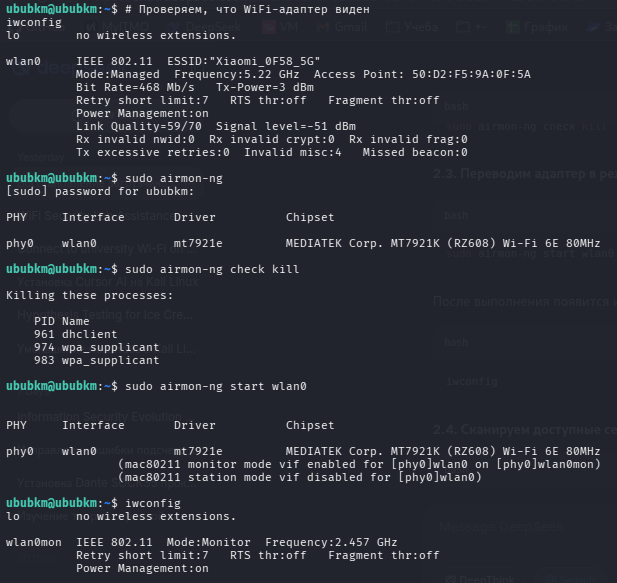 ububkm@ububkm:~$ # Проверяем, что WiFi-адаптер виден
iwconfig
lo        no wireless extensions.
wlan0     IEEE 802.11  ESSID:"Xiaomi_0F58_5G"
Mode:Managed  Frequency:5.22 GHz  Access Point: 50:D2:F5:9A:0F:5A
Bit Rate=468 Mb/s   Tx-Power=3 dBm
Retry short limit:7   RTS thr:off   Fragment thr:off
Power Management:on
Link Quality=59/70  Signal level=-51 dBm
Rx invalid nwid:0  Rx invalid crypt:0  Rx invalid frag:0
Tx excessive retries:0  Invalid misc:4   Missed beacon:0
ububkm@ububkm:~$ sudo airmon-ng
[sudo] password for ububkm:
PHY     Interface       Driver          Chipset
phy0    wlan0           mt7921e         MEDIATEK Corp. MT7921K (RZ608) Wi-Fi 6E 80MHz
ububkm@ububkm:~$ sudo airmon-ng check kill
Killing these processes:
PID Name
961 dhclient
974 wpa_supplicant
983 wpa_supplicant
ububkm@ububkm:~$ sudo airmon-ng start wlan0
PHY     Interface       Driver          Chipset
phy0    wlan0           mt7921e         MEDIATEK Corp. MT7921K (RZ608) Wi-Fi 6E 80MHz
(mac80211 monitor mode vif enabled for [phy0]wlan0 on [phy0]wlan0mon)
(mac80211 station mode vif disabled for [phy0]wlan0)
ububkm@ububkm:~$ iwconfig
lo        no wireless extensions.
wlan0mon  IEEE 802.11  Mode:Monitor  Frequency:2.457 GHz
Retry short limit:7   RTS thr:off   Fragment thr:off
Power Management:on
VM
Gmail
График
bash
airmon-ng check kill
2.3. Переводим адаптер в ре
bash
airmon-ng start wlan0
После выполнения появится и
bash
iwconfig
2.4. Сканируем доступные се